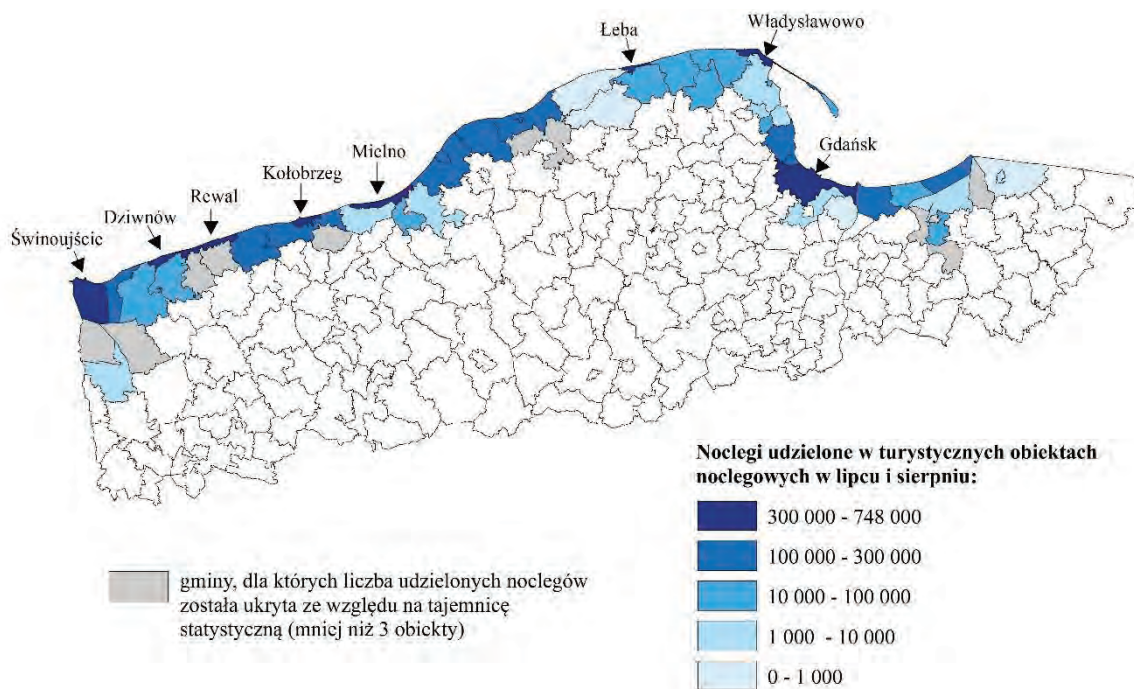 Łeba
Władysławowo
Gdańsk
Mielno
Kołobrzeg
Rewal
Dziwnów
Świnoujście
Noclegi udzielone w turystycznych obiektach
noclegowych w lipcu i sierpniu:
300 000 - 748 000
100 000 - 300 000
10 000 - 100 000
1 000 - 10 000
0 - 1 000
gminy, dla których liczba udzielonych noclegów
została ukryta ze względu na tajemnicę
statystyczną (mniej niż 3 obiekty)